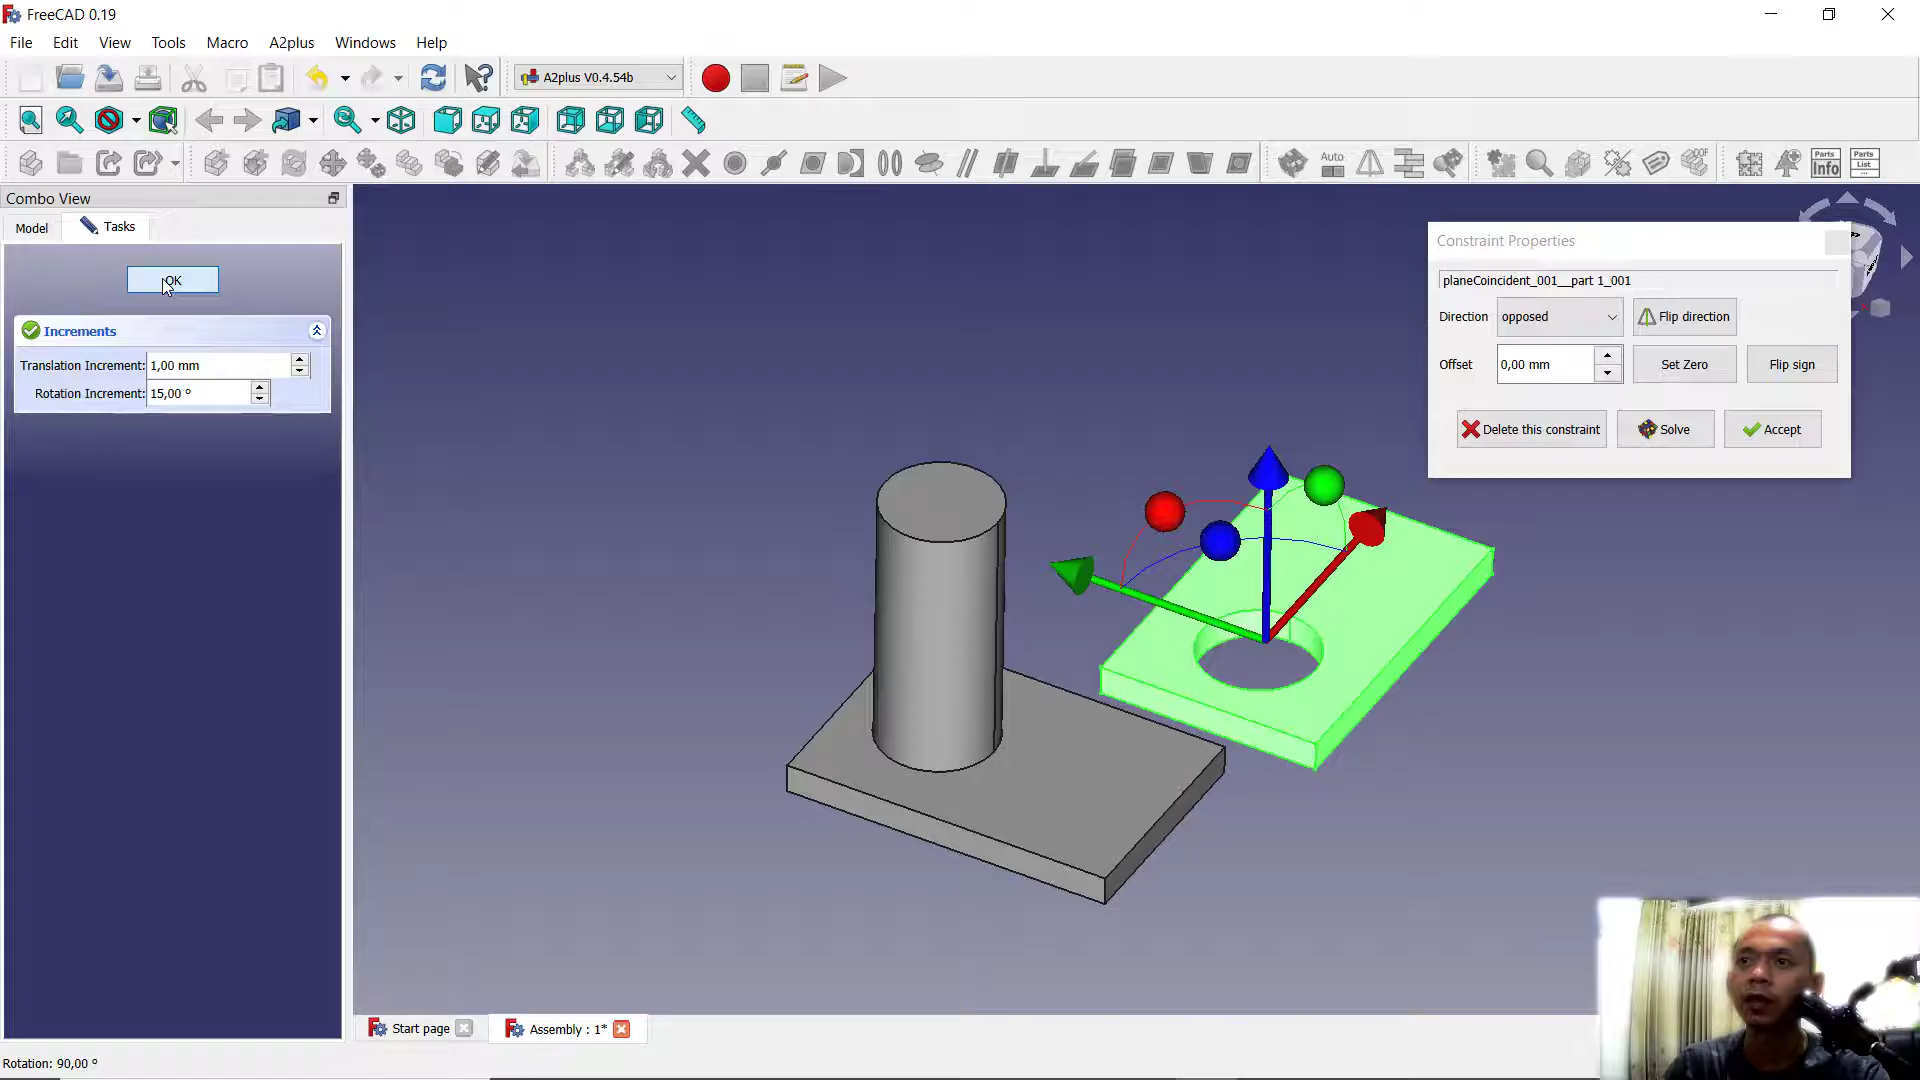 FreeCAD 0.19
File Edit View Tools Macro A2plus Windows Help
A2plus V0.4.54b
Auto
DOF
Parts Info
Parts List
Combo View
Model Tasks
OK
Increments
Translation Increment: 1,00 mm
Rotation Increment: 15,00 °
Constraint Properties
planeCoincident_001__part 1_001
Direction opposed Flip direction
Offset 0,00 mm Set Zero Flip sign
Delete this constraint Solve Accept
Start page Assembly : 1*
Rotation: 90,00 °